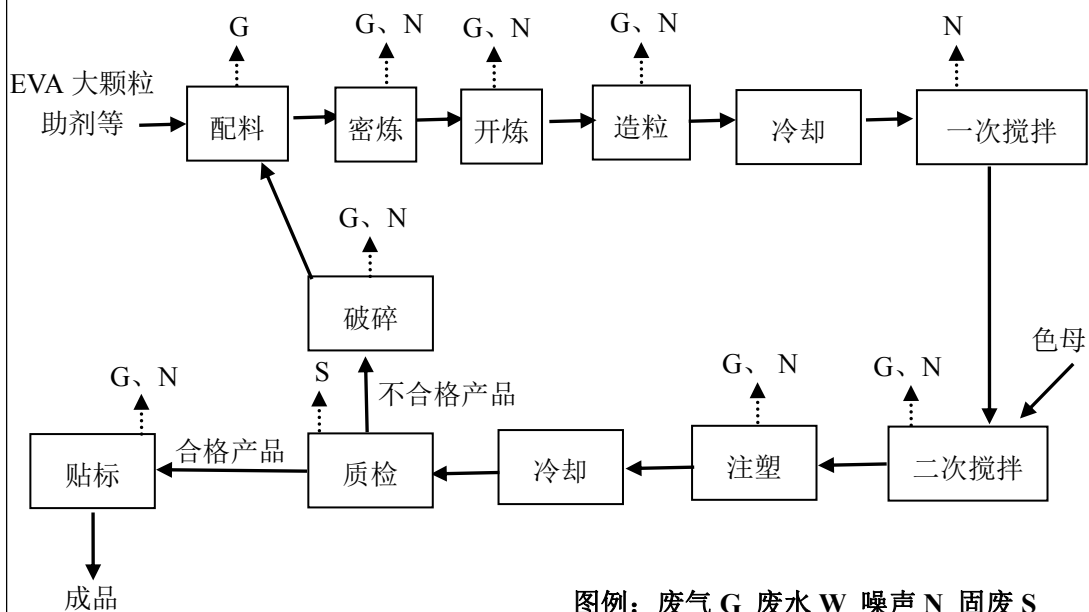 G
G、N
G、N
G、N
N
EVA 大颗粒
助剂等
配料
密炼
开炼
造粒
冷却
一次搅拌
G、N
破碎
色母
G、N
S
不合格产品
G、N
G、N
合格产品
贴标
质检
冷却
注塑
二次搅拌
成品
图例：废气 G 废水 W 噪声 N 固废 S